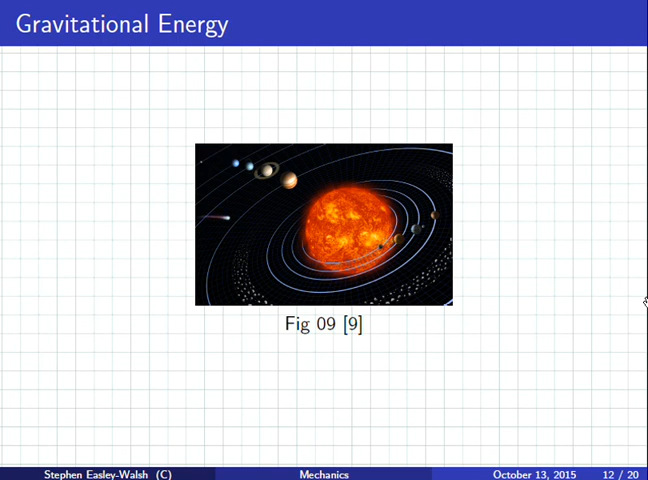 Gravitational Energy
Fig 09 [9]
Stephen Easley-Walsh (C) Mechanics October 13, 2015 12 / 20